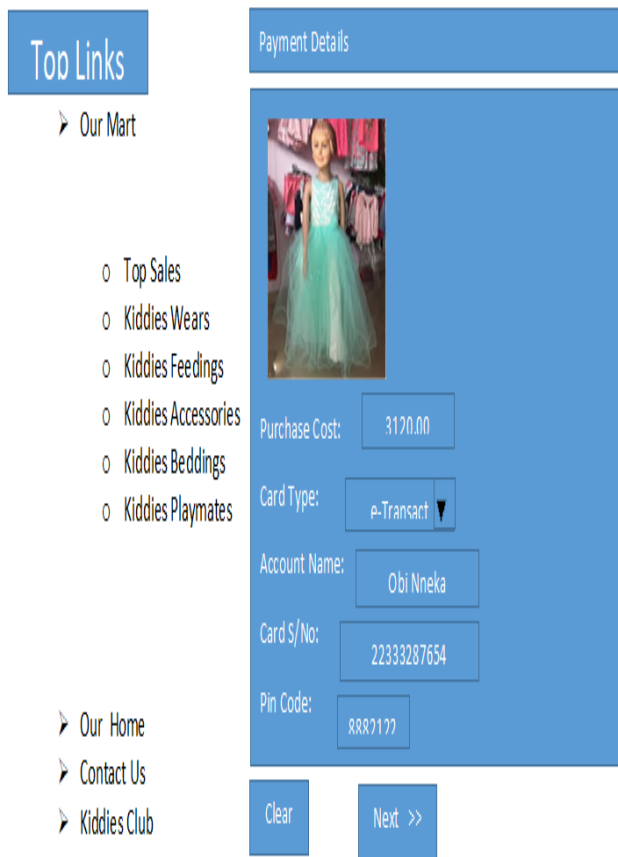 Top Links
➢ Our Mart
o Top Sales
o Kiddies Wears
o Kiddies Feedings
o Kiddies Accessories
o Kiddies Beddings
o Kiddies Playmates
➢ Our Home
➢ Contact Us
➢ Kiddies Club
Payment Details
Purchase Cost: 3120.00
Card Type: e-Transact ▼
Account Name: Obi Nneka
Card S/No: 22333287654
Pin Code: 8882122
Clear
Next >>